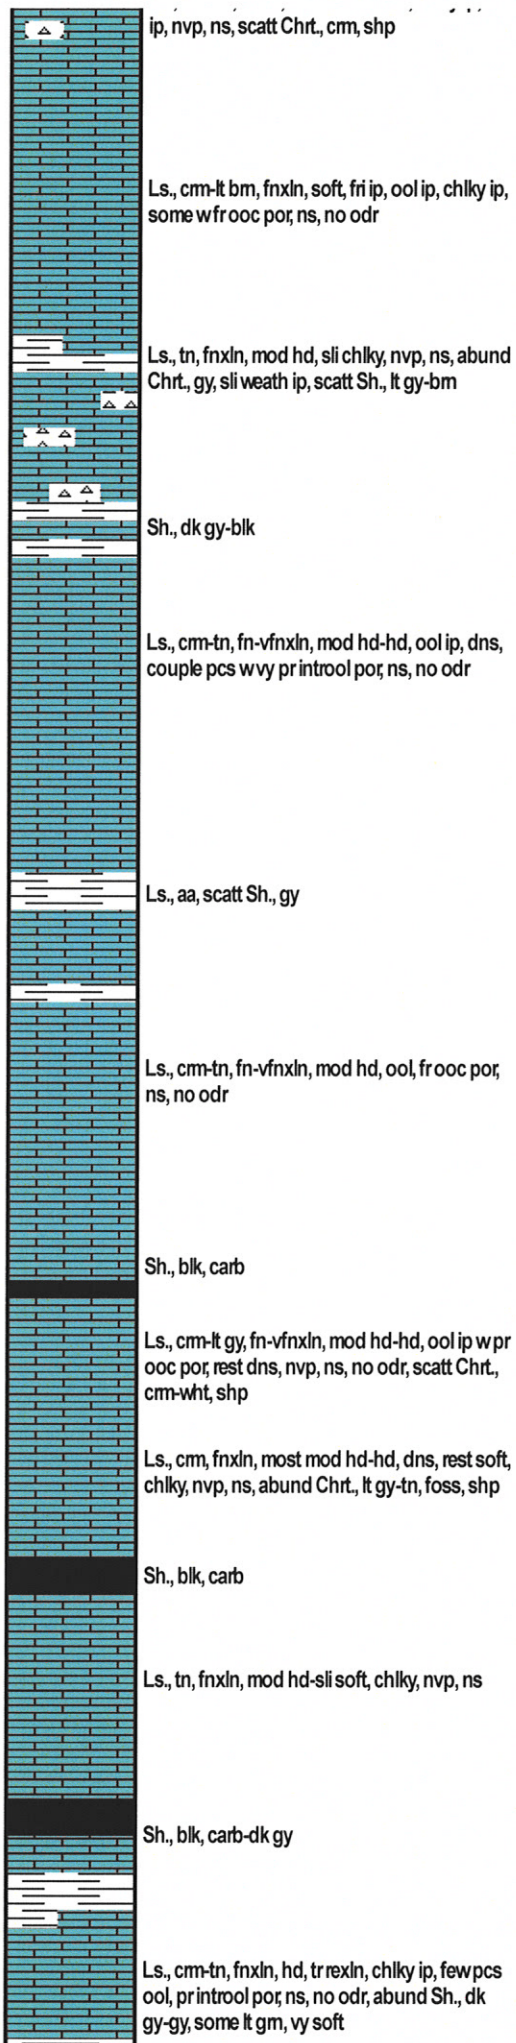 ip, nvp, ns, scatt Chrt., crm, shp
Ls., crm-lt brn, fnxln, soft, fri ip, ool ip, chlky ip,
some w fr ooc por, ns, no odr
Ls., tn, fnxln, mod hd, sli chlky, nvp, ns, abund
Chrt., gy, sli weath ip, scatt Sh., lt gy-brn
Sh., dk gy-blk
Ls., crm-tn, fn-vfnxln, mod hd-hd, ool ip, dns,
couple pcs w vy pr introol por, ns, no odr
Ls., aa, scatt Sh., gy
Ls., crm-tn, fn-vfnxln, mod hd, ool, fr ooc por,
ns, no odr
Sh., blk, carb
Ls., crm-lt gy, fn-vfnxln, mod hd-hd, ool ip w pr
ooc por, rest dns, nvp, ns, no odr, scatt Chrt.,
crm-wht, shp
Ls., crm, fnxln, most mod hd-hd, dns, rest soft,
chlky, nvp, ns, abund Chrt., lt gy-tn, foss, shp
Sh., blk, carb
Ls., tn, fnxln, mod hd-sli soft, chlky, nvp, ns
Sh., blk, carb-dk gy
Ls., crm-tn, fnxln, hd, tr rexln, chlky ip, few pcs
ool, pr introol por, ns, no odr, abund Sh., dk
gy-gy, some lt grn, vy soft